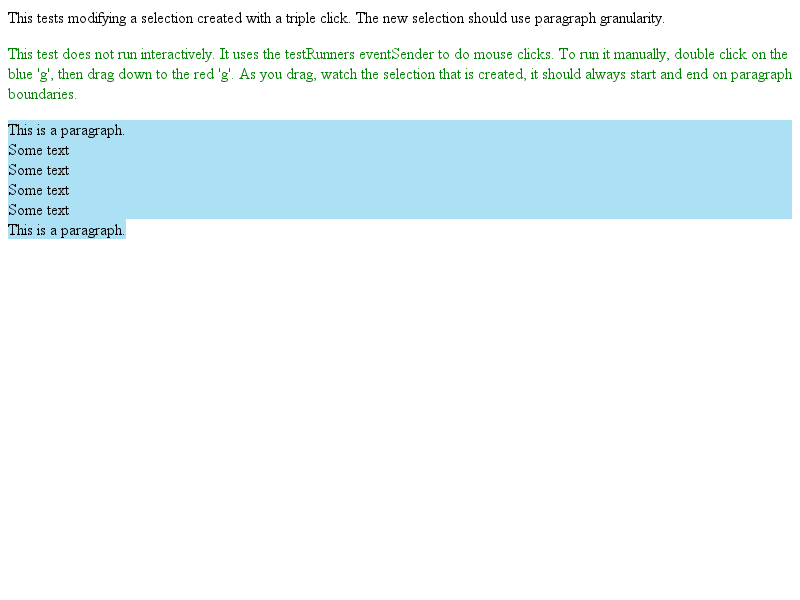 This tests modifying a selection created with a triple click. The new selection should use paragraph granularity.
This test does not run interactively. It uses the testRunners eventSender to do mouse clicks. To run it manually, double click on the
blue 'g', then drag down to the red 'g'. As you drag, watch the selection that is created, it should always start and end on paragraph
boundaries.
This is a paragraph.
Some text
Some text
Some text
Some text
This is a paragraph.